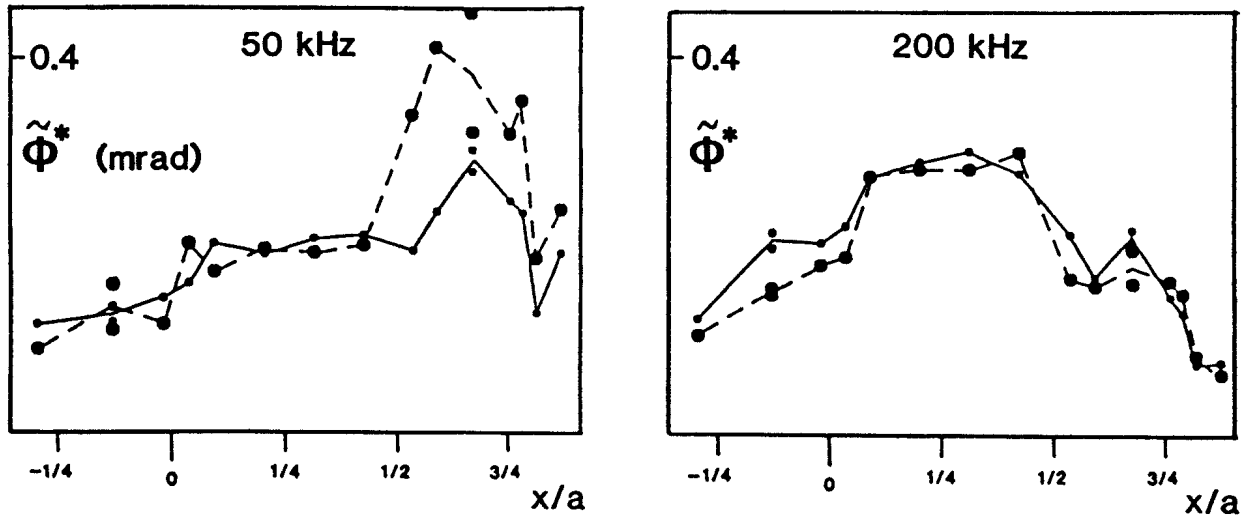 50 kHz
0.4
Φ̃* (mrad)
-1/4 0 1/4 1/2 3/4
x/a
200 kHz
0.4
Φ̃*
-1/4 0 1/4 1/2 3/4
x/a